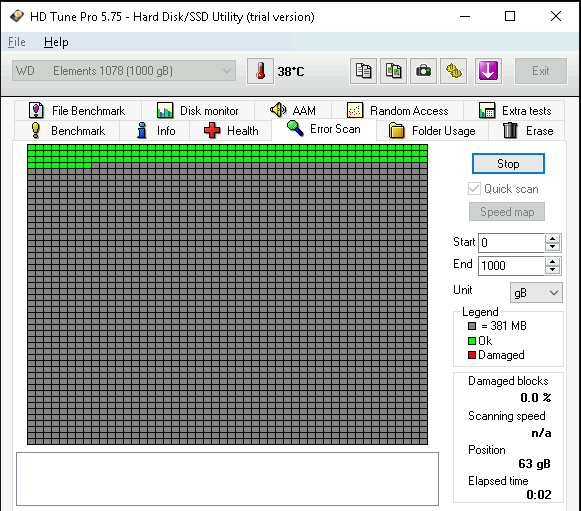 HD Tune Pro 5.75 - Hard Disk/SSD Utility (trial version)
File Help
WD Elements 1078 (1000 gB)
38°C
Exit
File Benchmark Disk monitor AAM Random Access Extra tests
Benchmark Info Health Error Scan Folder Usage Erase
Stop
Quick scan
Speed map
Start 0
End 1000
Unit gB
Legend
= 381 MB
Ok
Damaged
Damaged blocks
0.0 %
Scanning speed
n/a
Position
63 gB
Elapsed time
0:02